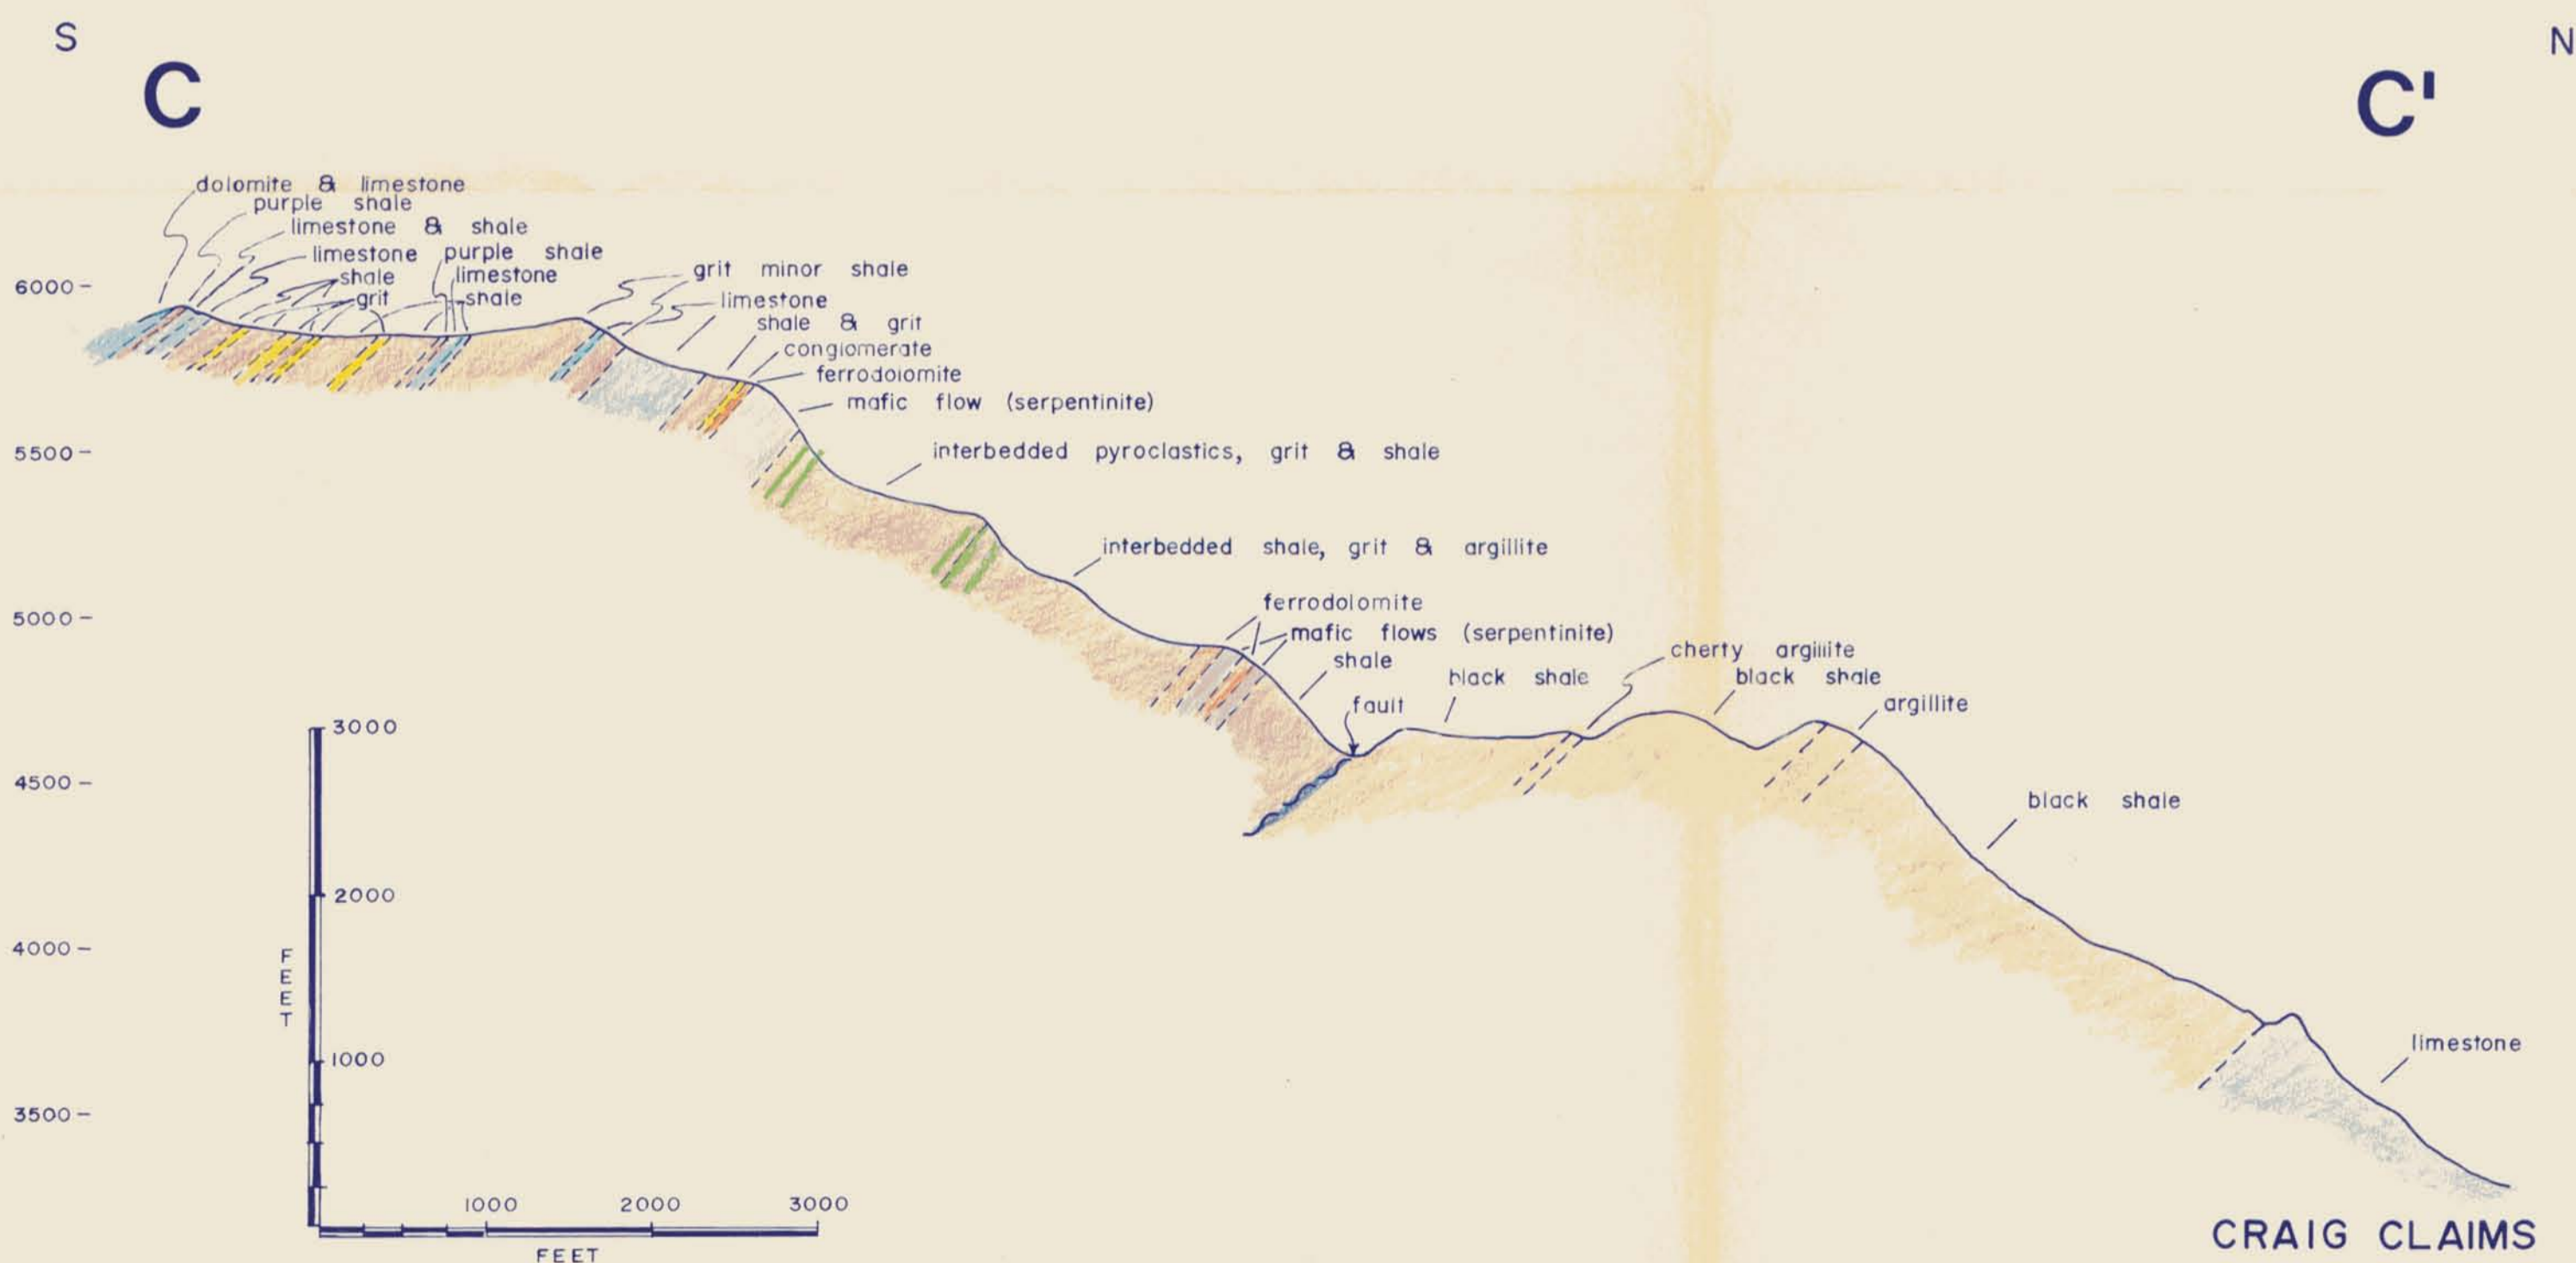 S
N
C
C'
dolomite & limestone
purple shale
limestone & shale
limestone
purple shale
shale
limestone
grit
shale
grit minor shale
limestone
shale & grit
conglomerate
ferrodolomite
mafic flow (serpentinite)
interbedded pyroclastics, grit & shale
interbedded shale, grit & argillite
ferrodolomite
mafic flows (serpentinite)
shale
fault
black shale
cherty argillite
black shale
argillite
black shale
limestone
6000
5500
5000
4500
4000
3500
3000
2000
1000
FEET
1000 2000 3000
FEET
CRAIG CLAIMS